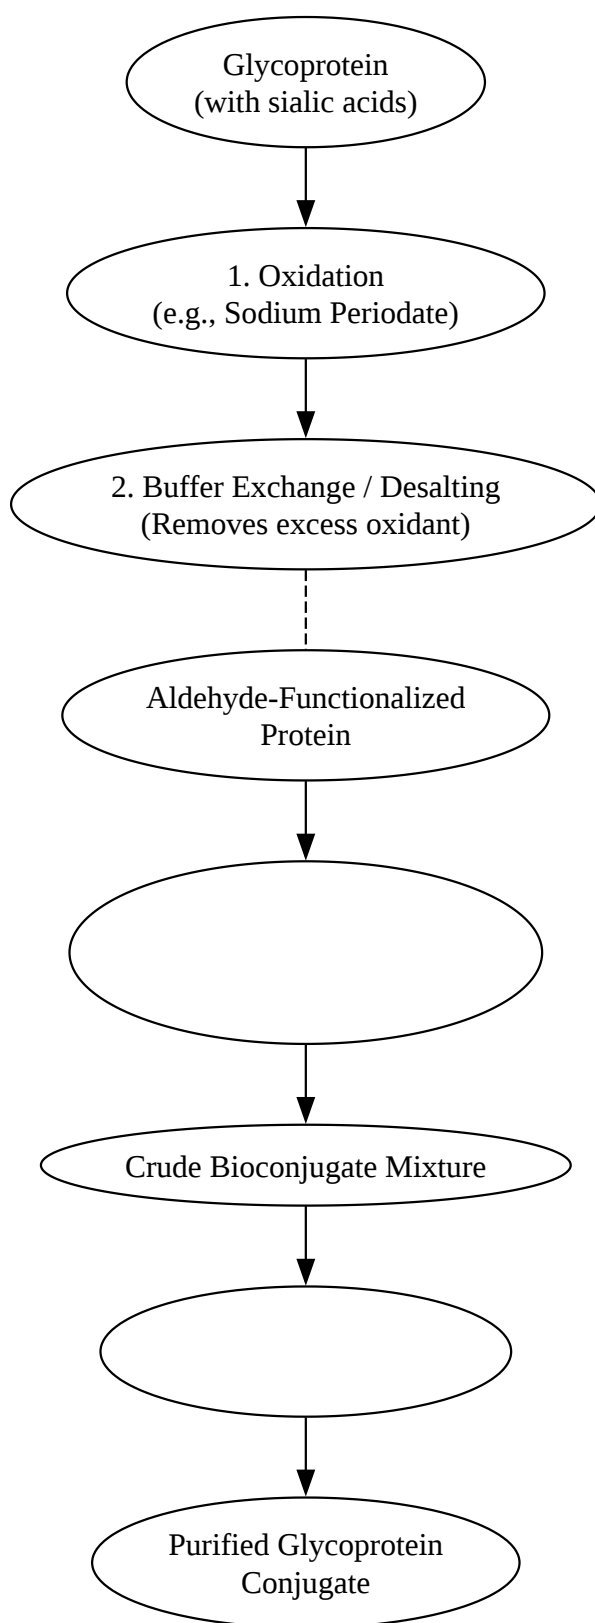 Glycoprotein
(with sialic acids)
1. Oxidation
(e.g., Sodium Periodate)
2. Buffer Exchange / Desalting
(Removes excess oxidant)
Aldehyde-Functionalized
Protein
Crude Bioconjugate Mixture
Purified Glycoprotein
Conjugate